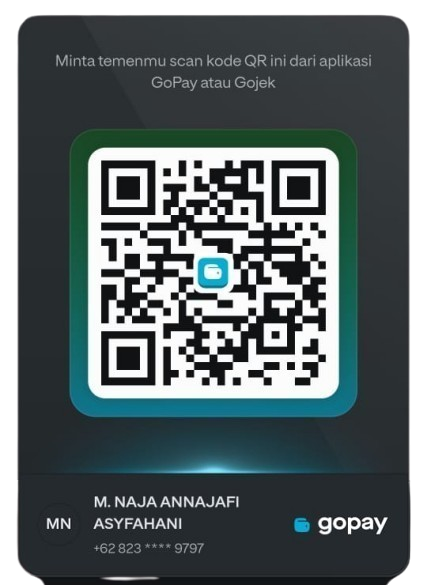 Minta temenmu scan kode QR ini dari aplikasi
GoPay atau Gojek
MN
M. NAJA ANNAJAFI
ASYFAHANI
+62 823 **** 9797
gopay